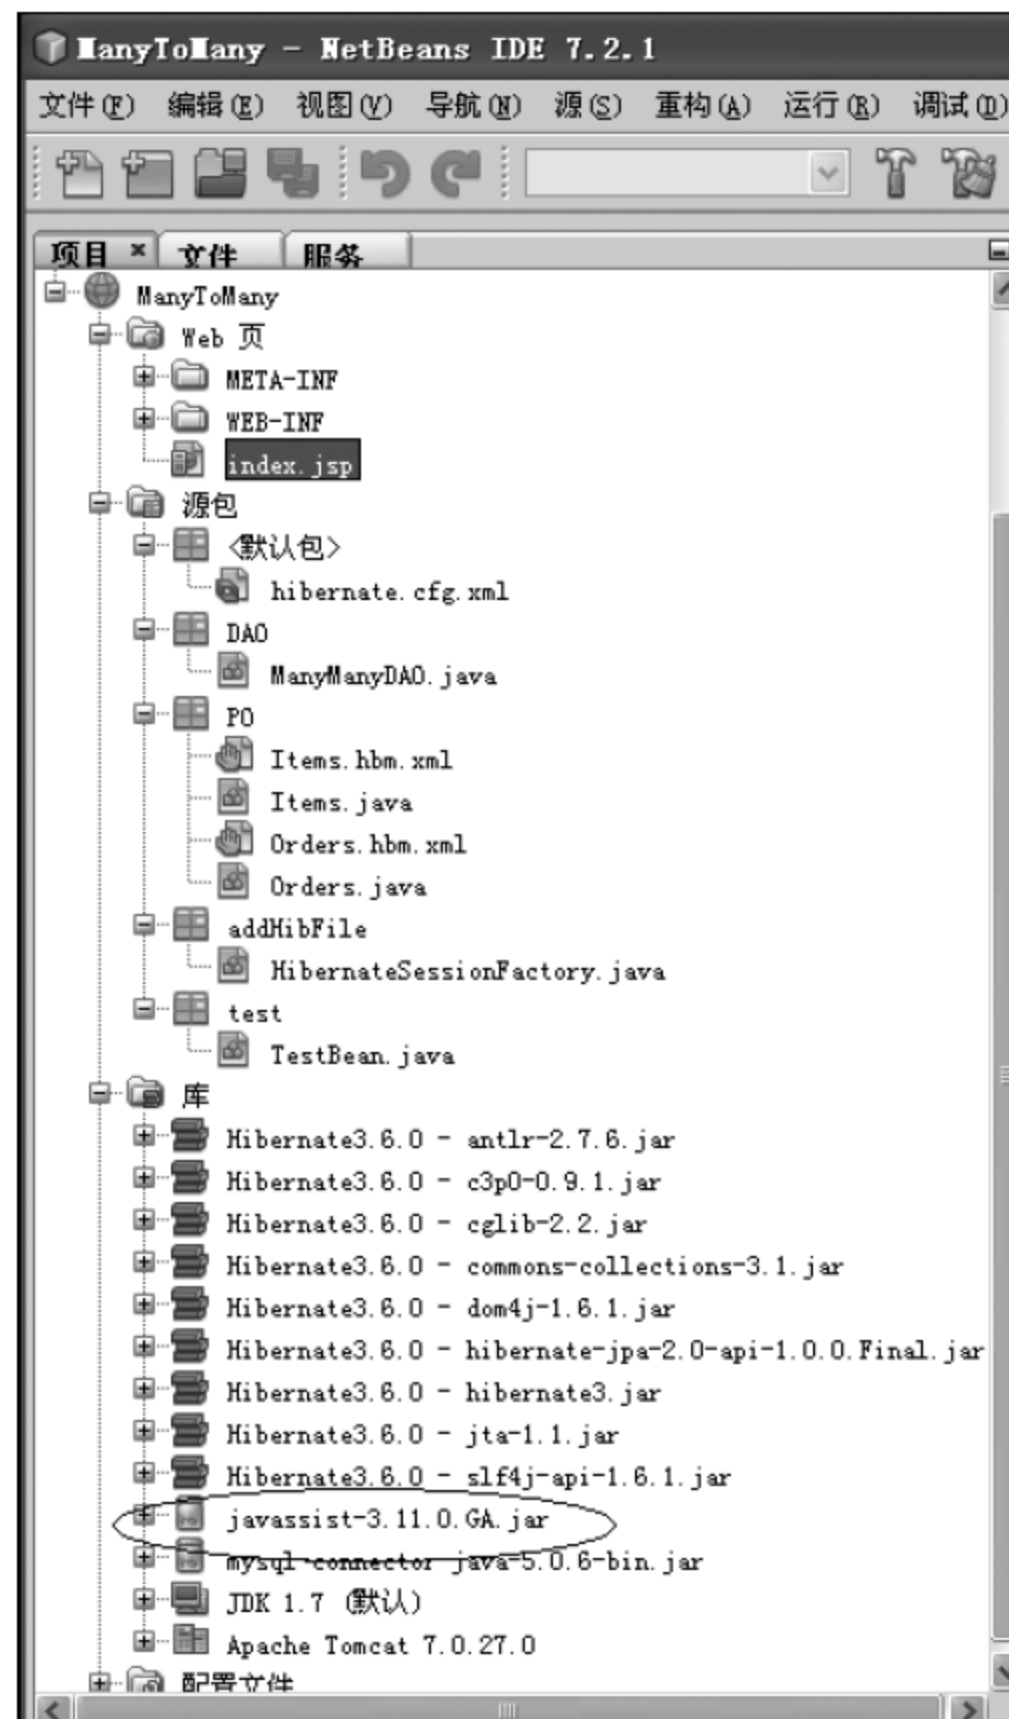 ManyToMany - NetBeans IDE 7.2.1
文件(F) 编辑(E) 视图(V) 导航(N) 源(S) 重构(A) 运行(R) 调试(D)
项目 × 文件 服务
ManyToMany
Web 页
META-INF
WEB-INF
index.jsp
源包
<默认包>
hibernate.cfg.xml
DAO
ManyManyDAO.java
PO
Items.hbm.xml
Items.java
Orders.hbm.xml
Orders.java
addHibFile
HibernateSessionFactory.java
test
TestBean.java
库
Hibernate3.6.0 - antlr-2.7.6.jar
Hibernate3.6.0 - c3p0-0.9.1.jar
Hibernate3.6.0 - cglib-2.2.jar
Hibernate3.6.0 - commons-collections-3.1.jar
Hibernate3.6.0 - dom4j-1.6.1.jar
Hibernate3.6.0 - hibernate-jpa-2.0-api-1.0.0.Final.jar
Hibernate3.6.0 - hibernate3.jar
Hibernate3.6.0 - jta-1.1.jar
Hibernate3.6.0 - slf4j-api-1.6.1.jar
javassist-3.11.0.GA.jar
mysql-connector-java-5.0.6-bin.jar
JDK 1.7 (默认)
Apache Tomcat 7.0.27.0
配置文件